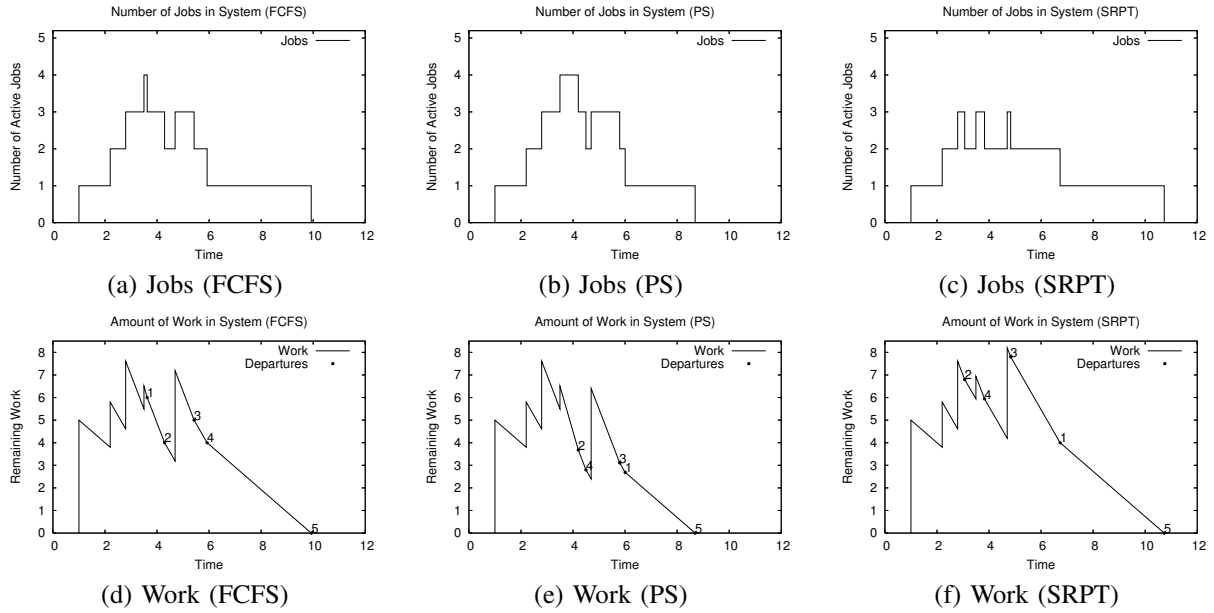 Number of Jobs in System (FCFS)
Number of Active Jobs
5
4
3
2
1
0
Jobs
0 2 4 6 8 10 12
Time
(a) Jobs (FCFS)
Number of Jobs in System (PS)
Number of Active Jobs
5
4
3
2
1
0
Jobs
0 2 4 6 8 10 12
Time
(b) Jobs (PS)
Number of Jobs in System (SRPT)
Number of Active Jobs
5
4
3
2
1
0
Jobs
0 2 4 6 8 10 12
Time
(c) Jobs (SRPT)
Amount of Work in System (FCFS)
Remaining Work
8
7
6
5
4
3
2
1
0
Work
Departures
1
2
3
4
5
0 2 4 6 8 10 12
Time
(d) Work (FCFS)
Amount of Work in System (PS)
Remaining Work
8
7
6
5
4
3
2
1
0
Work
Departures
2
4
3
1
5
0 2 4 6 8 10 12
Time
(e) Work (PS)
Amount of Work in System (SRPT)
Remaining Work
8
7
6
5
4
3
2
1
0
Work
Departures
3
2
4
1
5
0 2 4 6 8 10 12
Time
(f) Work (SRPT)